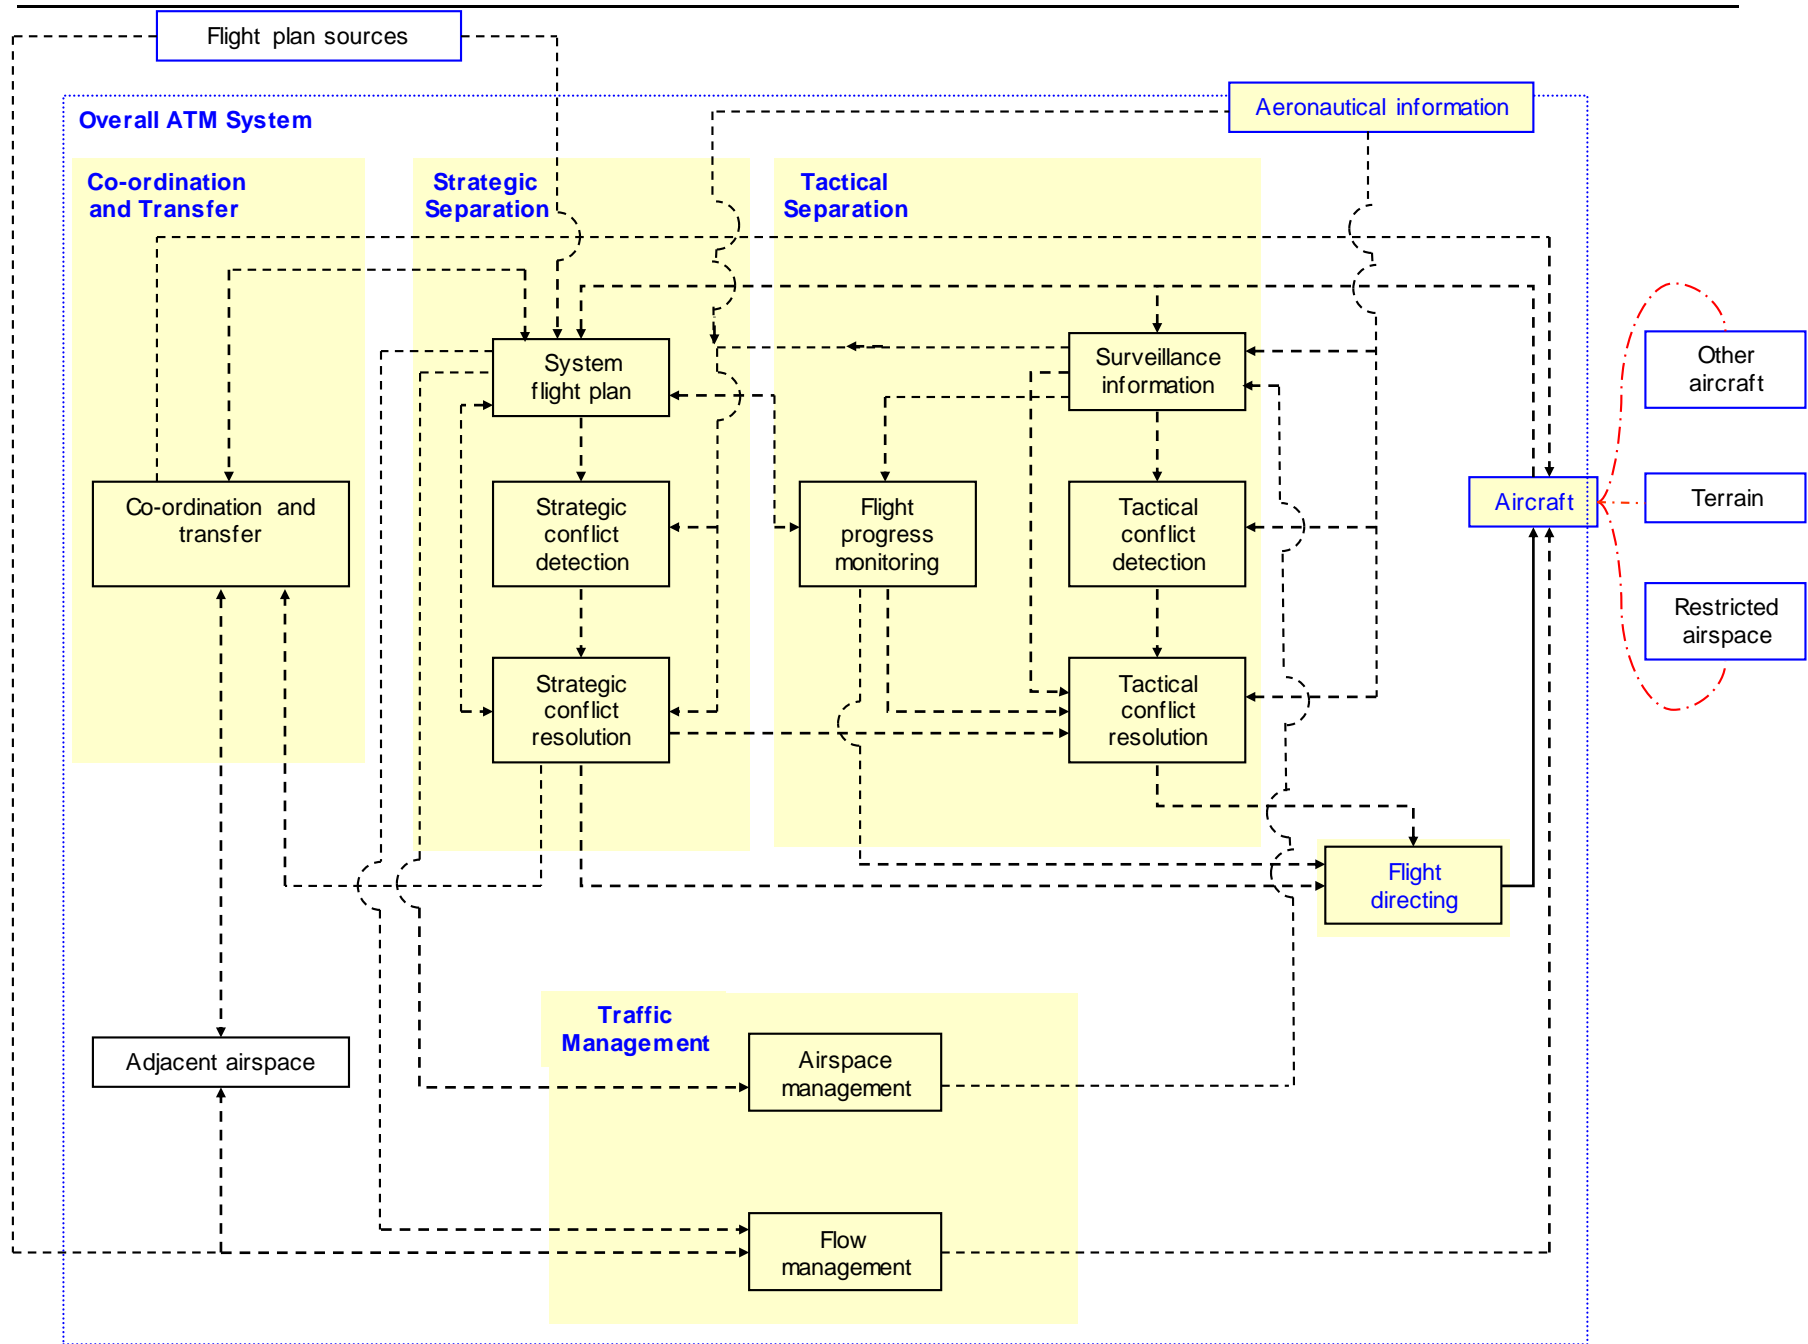 Flight plan sources
Aeronautical information
Overall ATM System
Co-ordination
and Transfer
Strategic
Separation
Tactical
Separation
System
flight plan
Surveillance
information
Other
aircraft
Co-ordination and
transfer
Strategic
conflict
detection
Flight
progress
monitoring
Tactical
conflict
detection
Aircraft
Terrain
Restricted
airspace
Strategic
conflict
resolution
Tactical
conflict
resolution
Flight
directing
Traffic
Management
Adjacent airspace
Airspace
management
Flow
management